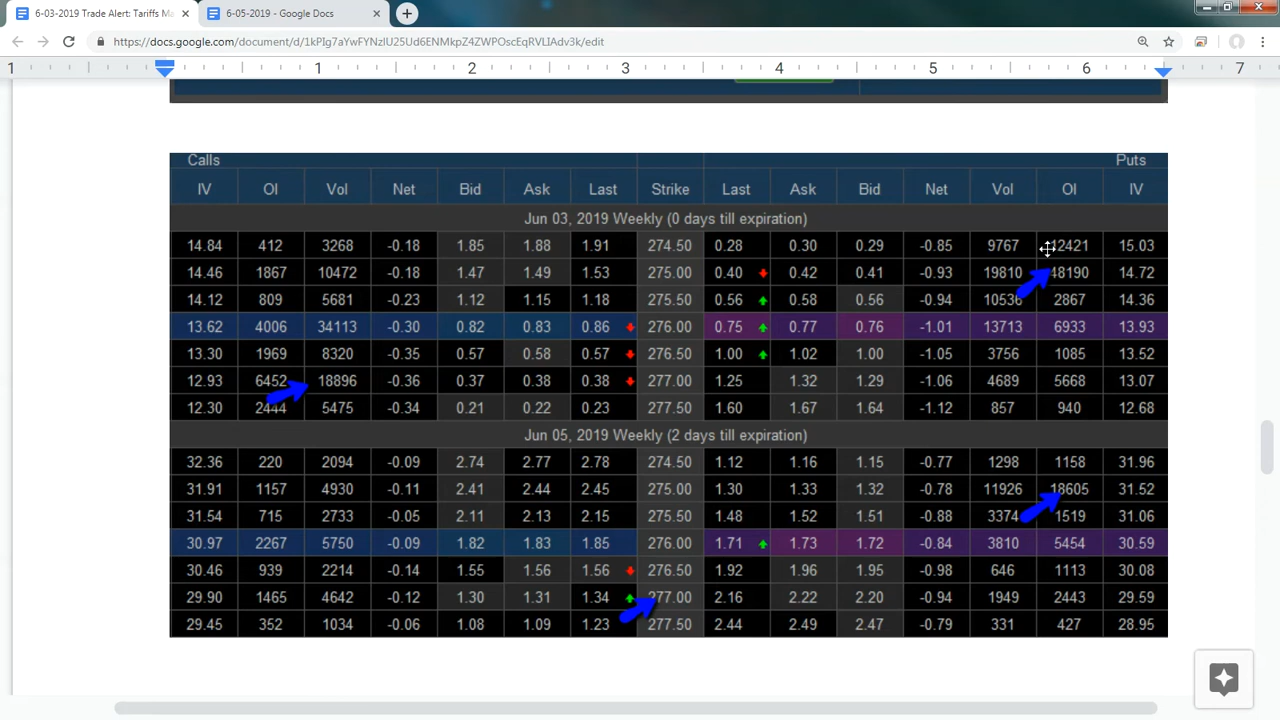 6-03-2019 Trade Alert: Tariffs Ma
6-05-2019 - Google Docs
https://docs.google.com/document/d/1kPIg7aYwFYNzlU25Ud6ENMkpZ4ZWPOscEqRVLIAdv3k/edit
1 1 2 3 4 5 6 7
Calls Puts
IV OI Vol Net Bid Ask Last Strike Last Ask Bid Net Vol OI IV
Jun 03, 2019 Weekly (0 days till expiration)
14.84 412 3268 -0.18 1.85 1.88 1.91 274.50 0.28 0.30 0.29 -0.85 9767 15.03
14.46 1867 10472 -0.18 1.47 1.49 1.53 275.00 0.40 0.42 0.41 -0.93 19810 48190 14.72
14.12 809 5681 -0.23 1.12 1.15 1.18 275.50 0.56 0.58 0.56 -0.94 10536 2867 14.36
13.62 4006 34113 -0.30 0.82 0.83 0.86 276.00 0.75 0.77 0.76 -1.01 13713 6933 13.93
13.30 1969 8320 -0.35 0.57 0.58 0.57 276.50 1.00 1.02 1.00 -1.05 3756 1085 13.52
12.93 6452 18896 -0.36 0.37 0.38 0.38 277.00 1.25 1.32 1.29 -1.06 4689 5668 13.07
12.30 2444 5475 -0.34 0.21 0.22 0.23 277.50 1.60 1.67 1.64 -1.12 857 940 12.68
Jun 05, 2019 Weekly (2 days till expiration)
32.36 220 2094 -0.09 2.74 2.77 2.78 274.50 1.12 1.16 1.15 -0.77 1298 1158 31.96
31.91 1157 4930 -0.11 2.41 2.44 2.45 275.00 1.30 1.33 1.32 -0.78 11926 18605 31.52
31.54 715 2737 -0.05 2.11 2.13 2.15 275.50 1.48 1.52 1.51 -0.88 3374 1519 31.06
30.97 2267 5750 -0.09 1.82 1.83 1.85 276.00 1.71 1.73 1.72 -0.84 3810 5454 30.59
30.46 939 2214 -0.14 1.55 1.56 1.56 276.50 1.92 1.96 1.95 -0.98 646 1113 30.08
29.90 1465 4642 -0.12 1.30 1.31 1.34 277.00 2.16 2.22 2.20 -0.94 1949 2443 29.59
29.45 352 1034 -0.06 1.08 1.09 1.23 277.50 2.44 2.49 2.47 -0.79 331 427 28.95